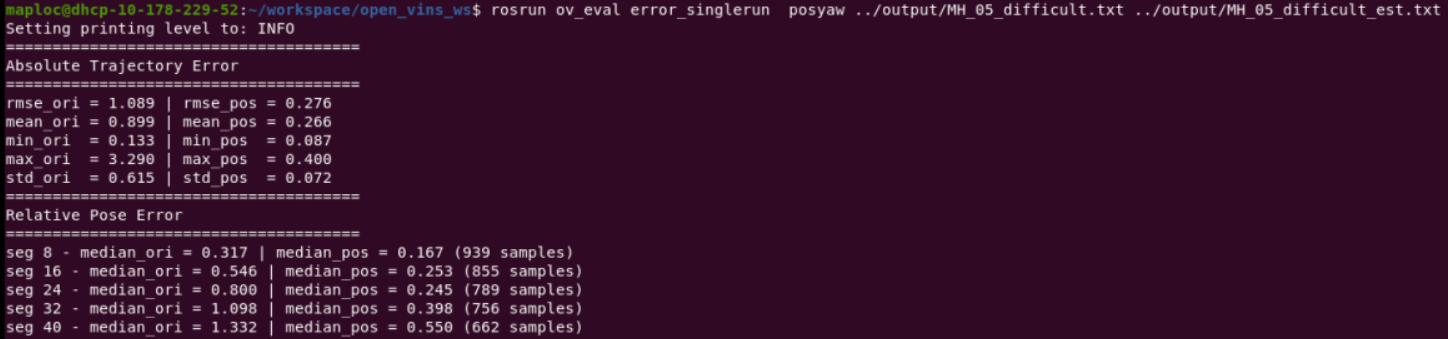 maploc@dhcp-10-178-229-52:~/workspace/open_vins_ws$ rosrun ov_eval error_singlerun  posyaw ../output/MH_05_difficult.txt ../output/MH_05_difficult_est.txt
Setting printing level to: INFO
======================================
Absolute Trajectory Error
======================================
rmse_ori = 1.089 | rmse_pos = 0.276
mean_ori = 0.899 | mean_pos = 0.266
min_ori  = 0.133 | min_pos  = 0.087
max_ori  = 3.290 | max_pos  = 0.400
std_ori  = 0.615 | std_pos  = 0.072
======================================
Relative Pose Error
======================================
seg 8 - median_ori = 0.317 | median_pos = 0.167 (939 samples)
seg 16 - median_ori = 0.546 | median_pos = 0.253 (855 samples)
seg 24 - median_ori = 0.800 | median_pos = 0.245 (789 samples)
seg 32 - median_ori = 1.098 | median_pos = 0.398 (756 samples)
seg 40 - median_ori = 1.332 | median_pos = 0.550 (662 samples)